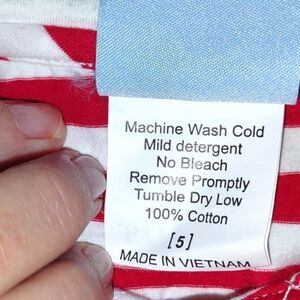 Machine Wash Cold
Mild detergent
No Bleach
Remove Promptly
Tumble Dry Low
100% Cotton
[5]
MADE IN VIETNAM